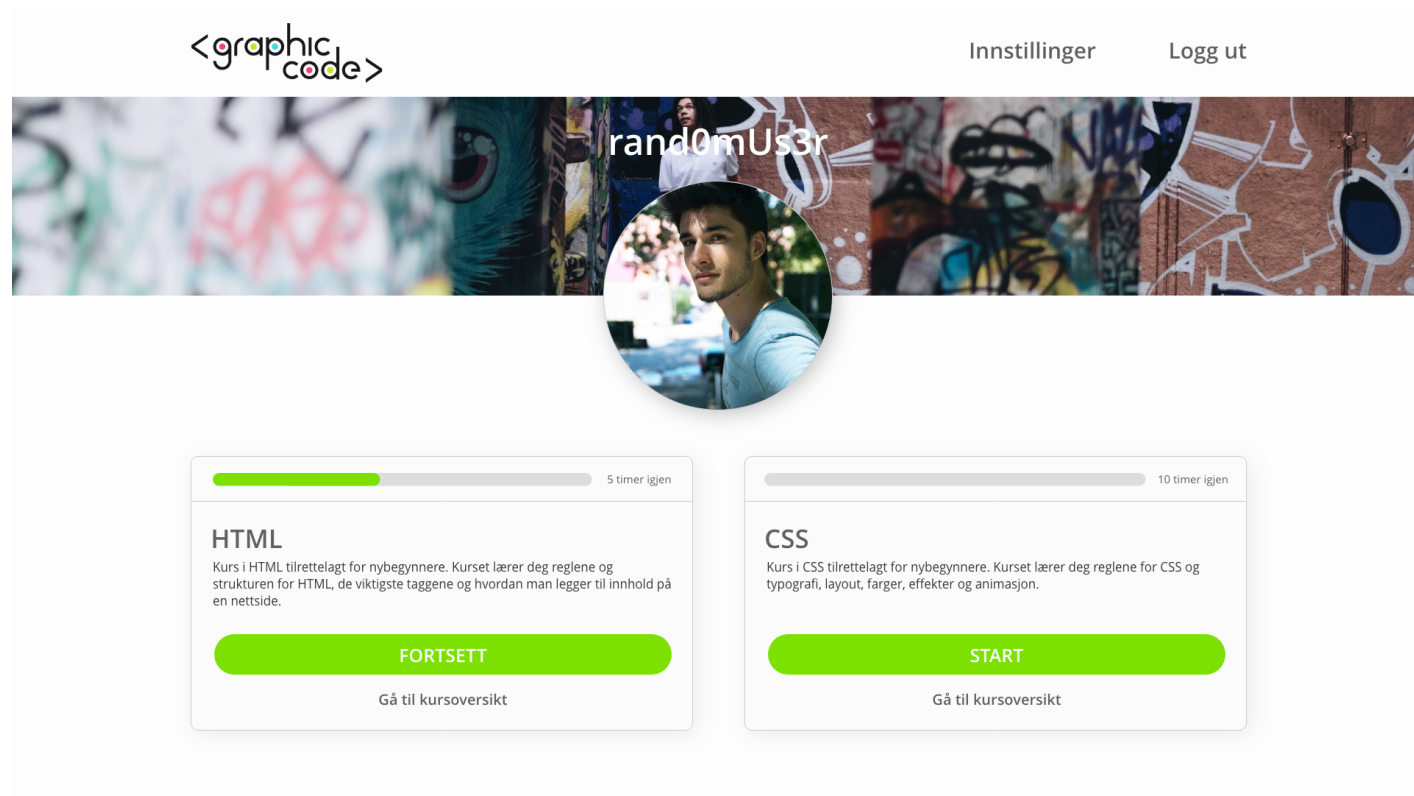 <graphic
code>
Innstillinger
Logg ut
rand0mUs3r
5 timer igjen
HTML
Kurs i HTML tilrettelagt for nybegynnere. Kurset lærer deg reglene og
strukturen for HTML, de viktigste taggene og hvordan man legger til innhold på
en nettside.
FORTSETT
Gå til kursoversikt
10 timer igjen
CSS
Kurs i CSS tilrettelagt for nybegynnere. Kurset lærer deg reglene for CSS og
typografi, layout, farger, effekter og animasjon.
START
Gå til kursoversikt